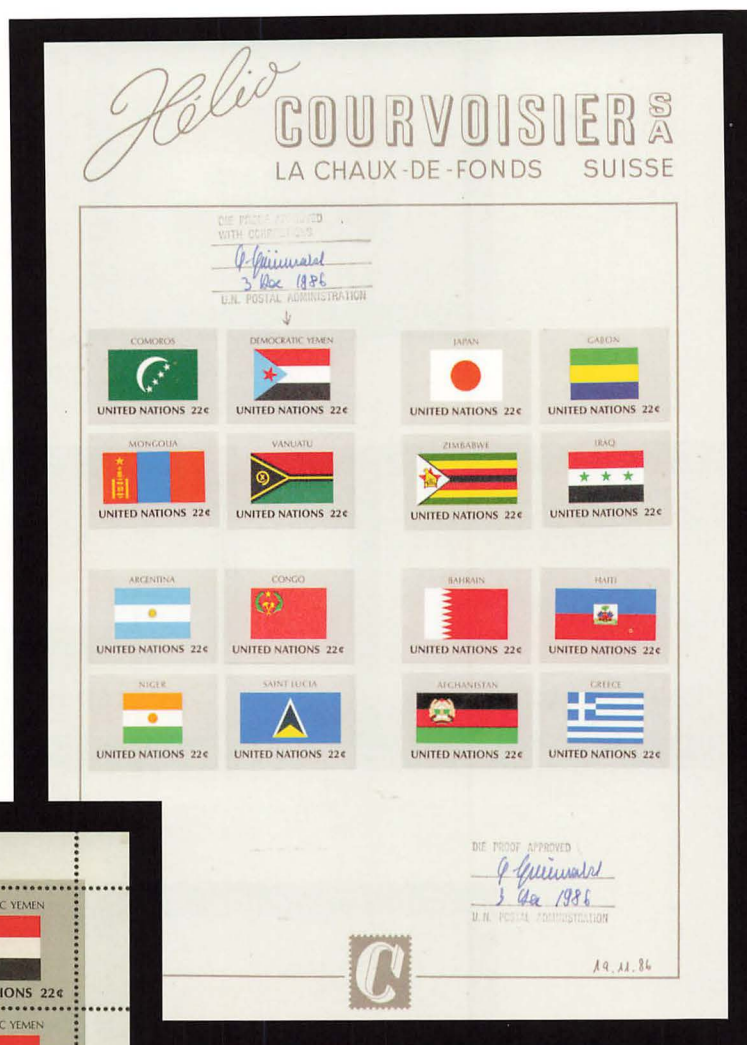 Hélio COURVOISIER SA
LA CHAUX-DE-FONDS SUISSE
DIE PROOF APPROVED
WITH CORRECTIONS
3 Dec 1986
U.N. POSTAL ADMINISTRATION
COMOROS
UNITED NATIONS 22¢
DEMOCRATIC YEMEN
UNITED NATIONS 22¢
JAPAN
UNITED NATIONS 22¢
GABON
UNITED NATIONS 22¢
MONGOLIA
UNITED NATIONS 22¢
VANUATU
UNITED NATIONS 22¢
ZIMBABWE
UNITED NATIONS 22¢
IRAQ
UNITED NATIONS 22¢
ARGENTINA
UNITED NATIONS 22¢
CONGO
UNITED NATIONS 22¢
BAHRAIN
UNITED NATIONS 22¢
HAITI
UNITED NATIONS 22¢
NIGER
UNITED NATIONS 22¢
SAINT LUCIA
UNITED NATIONS 22¢
AFGHANISTAN
UNITED NATIONS 22¢
GREECE
UNITED NATIONS 22¢
DIE PROOF APPROVED
3 Dec 1986
U.N. POSTAL ADMINISTRATION
19.11.86
C
IC YEMEN
IONS 22¢
IC YEMEN